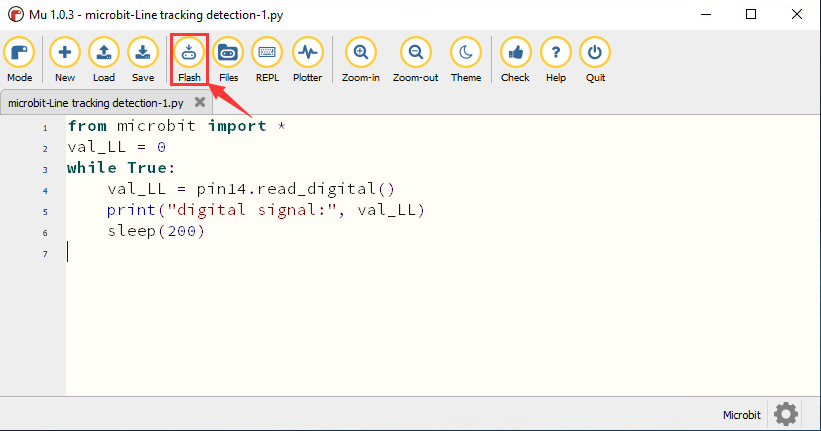 Mu 1.0.3 - microbit-Line tracking detection-1.py
Mode New Load Save Flash Files REPL Plotter Zoom-in Zoom-out Theme Check Help Quit
microbit-Line tracking detection-1.py
1 from microbit import *
2 val_LL = 0
3 while True:
4     val_LL = pin14.read_digital()
5     print("digital signal:", val_LL)
6     sleep(200)
7
Microbit